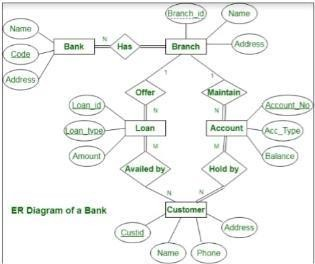 Branch_id
Name
Name
Code
Address
Bank
N
Has
Branch
Address
1
1
Offer
Maintain
Loan_id
N
N
Account_No
Loan_type
Loan
Account
Acc_Type
Amount
M
M
Balance
Availed by
Hold by
N
N
ER Diagram of a Bank
Customer
Custid
Address
Name
Phone